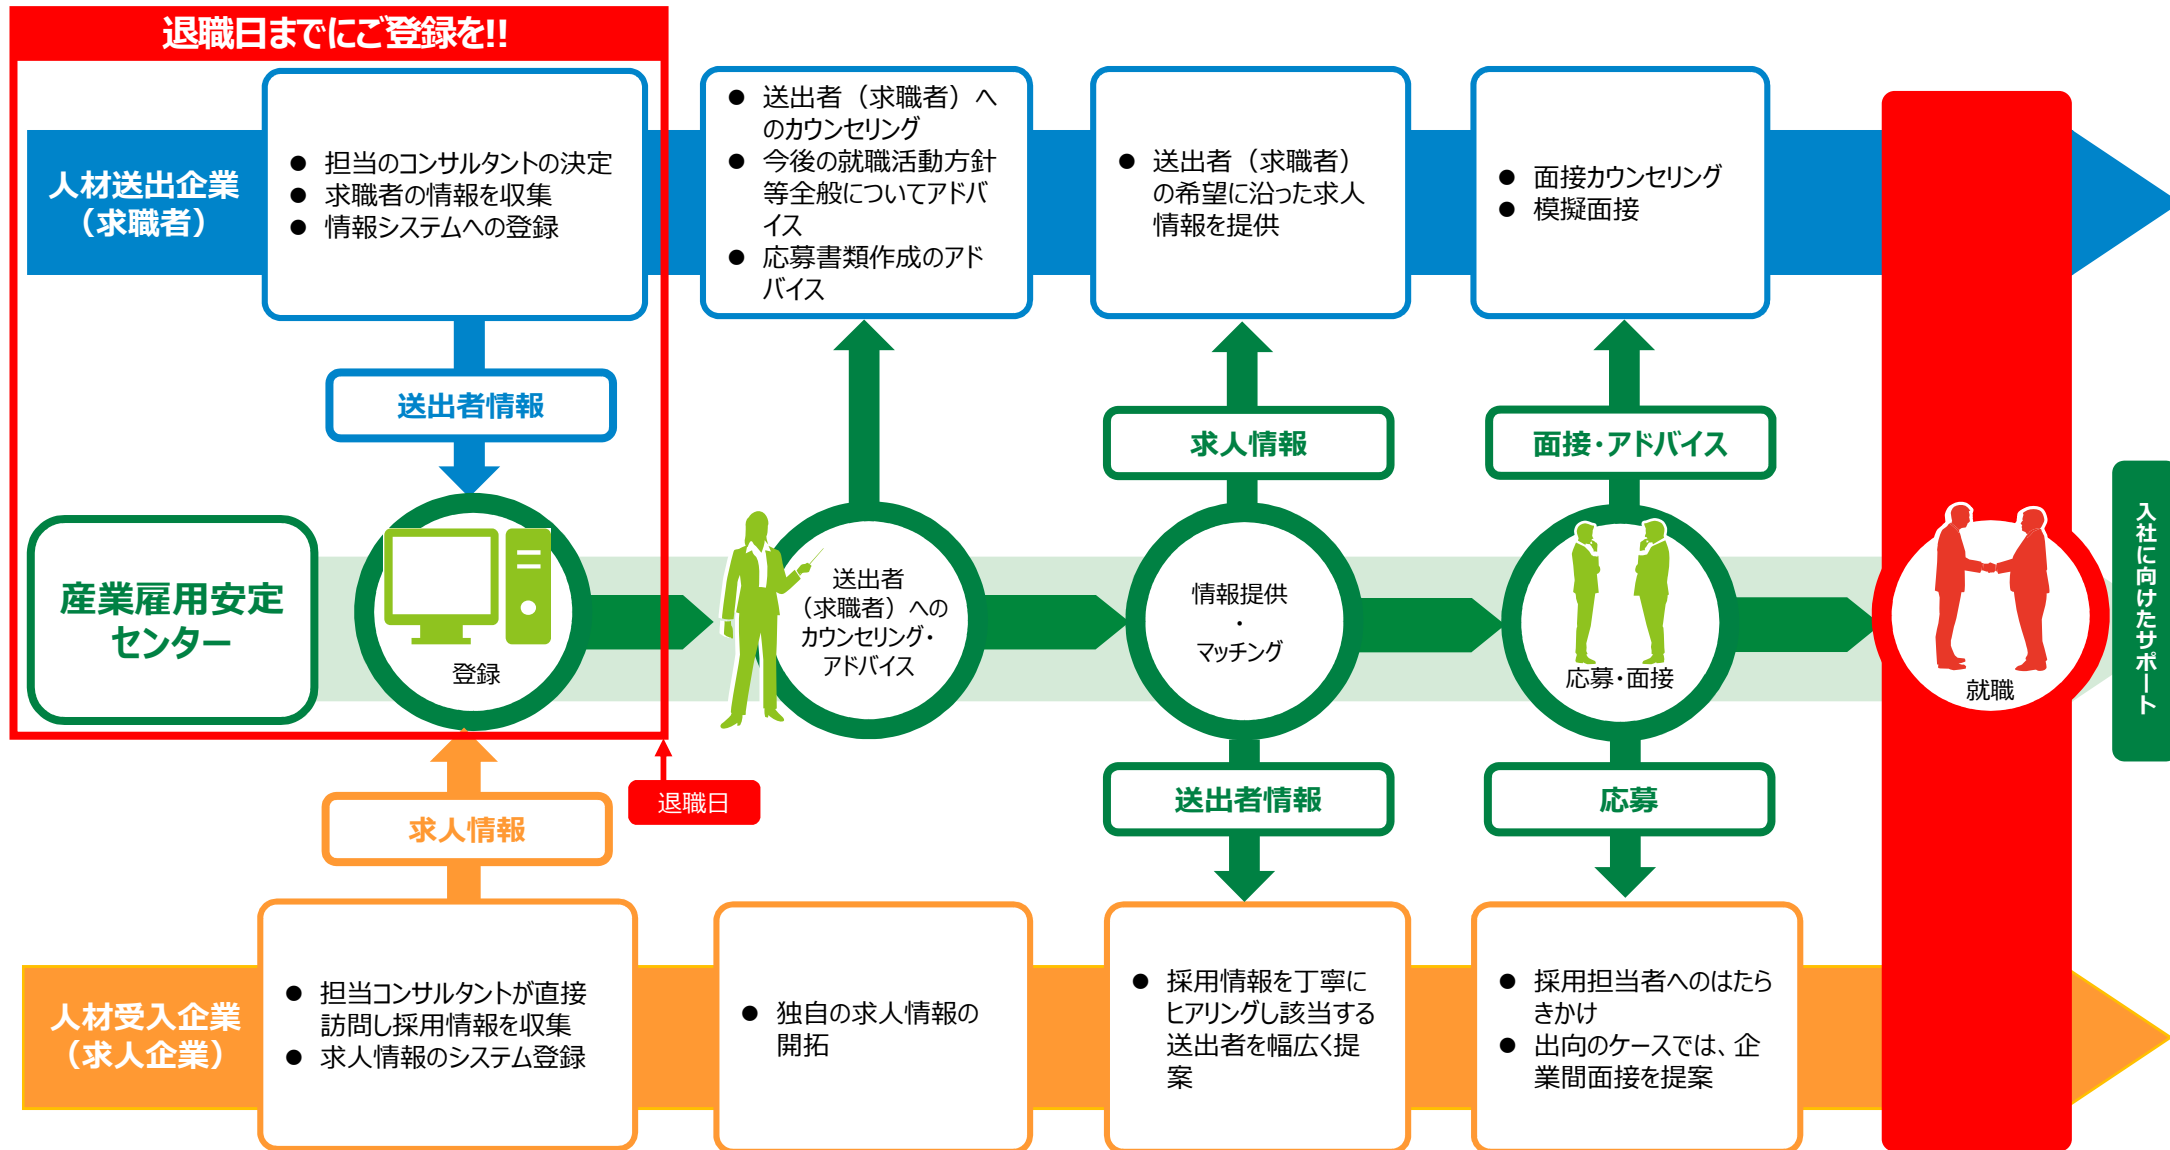 退職日までにご登録を!!
人材送出企業
（求職者）
● 担当のコンサルタントの決定
● 求職者の情報を収集
● 情報システムへの登録
● 送出者（求職者）へ
のカウンセリング
● 今後の就職活動方針
等全般についてアドバ
イス
● 応募書類作成のアド
バイス
● 送出者（求職者）
の希望に沿った求人
情報を提供
● 面接カウンセリング
● 模擬面接
送出者情報
求人情報
面接・アドバイス
産業雇用安定
センター
登録
送出者
（求職者）への
カウンセリング・
アドバイス
情報提供
・
マッチング
応募・面接
就職
入社に向けたサポート
退職日
求人情報
送出者情報
応募
人材受入企業
（求人企業）
● 担当コンサルタントが直接
訪問し採用情報を収集
● 求人情報のシステム登録
● 独自の求人情報の
開拓
● 採用情報を丁寧に
ヒアリングし該当する
送出者を幅広く提
案
● 採用担当者へのはたら
きかけ
● 出向のケースでは、企
業間面接を提案